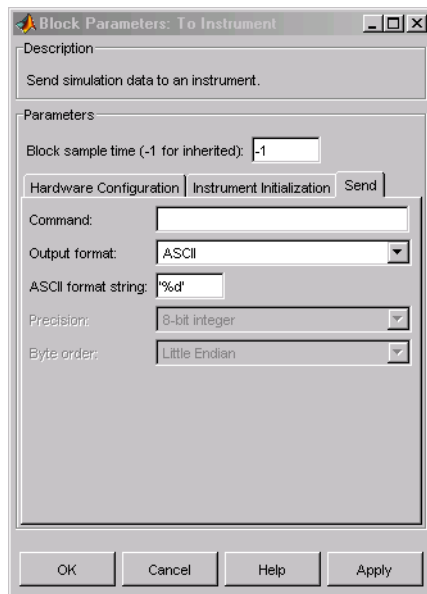 Block Parameters: To Instrument
Description
Send simulation data to an instrument.
Parameters
Block sample time (-1 for inherited): -1
Hardware Configuration Instrument Initialization Send
Command:
Output format: ASCII
ASCII format string: '%d'
Precision: 8-bit integer
Byte order: Little Endian
OK Cancel Help Apply